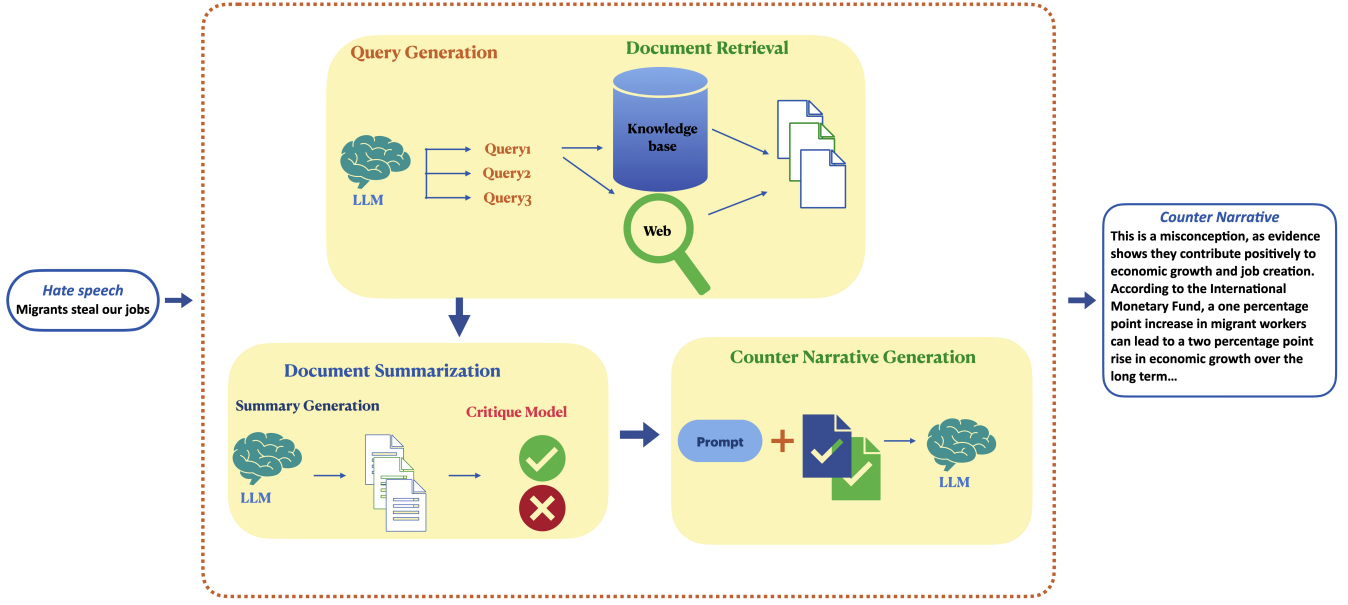 Hate speech
Migrants steal our jobs
Query Generation
Document Retrieval
LLM
Query1
Query2
Query3
Knowledge
base
Web
Document Summarization
Summary Generation
Critique Model
LLM
Counter Narrative Generation
Prompt
+
LLM
Counter Narrative
This is a misconception, as evidence
shows they contribute positively to
economic growth and job creation.
According to the International
Monetary Fund, a one percentage
point increase in migrant workers
can lead to a two percentage point
rise in economic growth over the
long term...